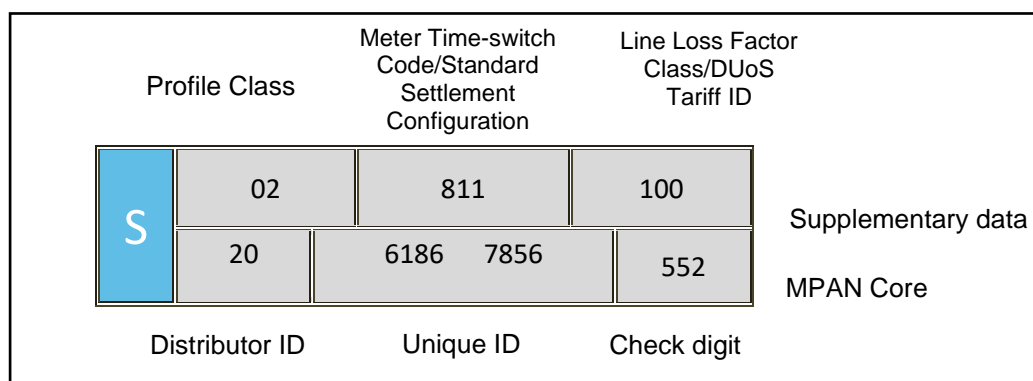 Profile Class
Meter Time-switch
Code/Standard
Settlement
Configuration
Line Loss Factor
Class/DUoS
Tariff ID
S
02 811 100
Supplementary data
20 6186 7856 552
MPAN Core
Distributor ID Unique ID Check digit